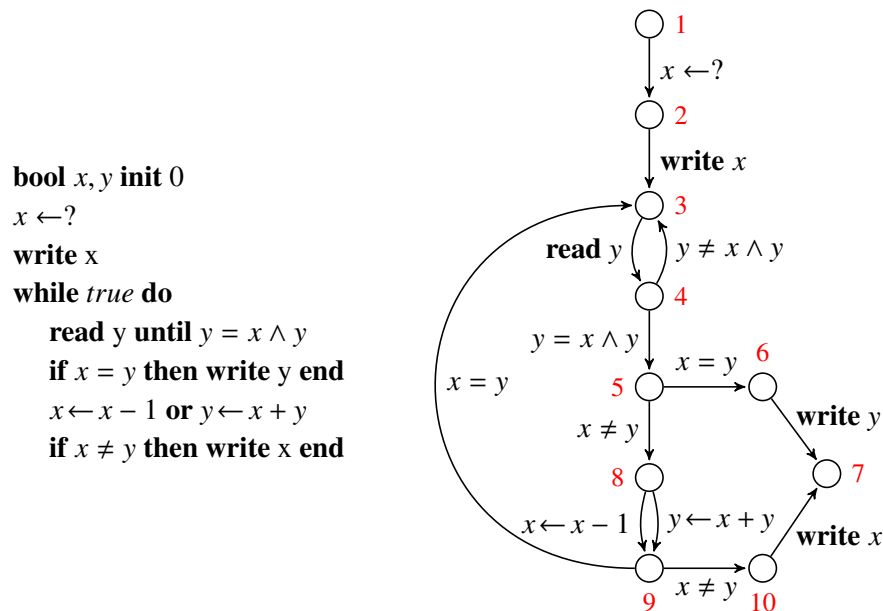 bool x, y init 0
x ←?
write x
while true do
read y until y = x ∧ y
if x = y then write y end
x ← x − 1 or y ← x + y
if x ≠ y then write x end
1
x ←?
2
write x
3
read y
y ≠ x ∧ y
4
y = x ∧ y
x = y
6
x = y
5
write y
x ≠ y
8
7
x ← x − 1
y ← x + y
write x
9
x ≠ y
10